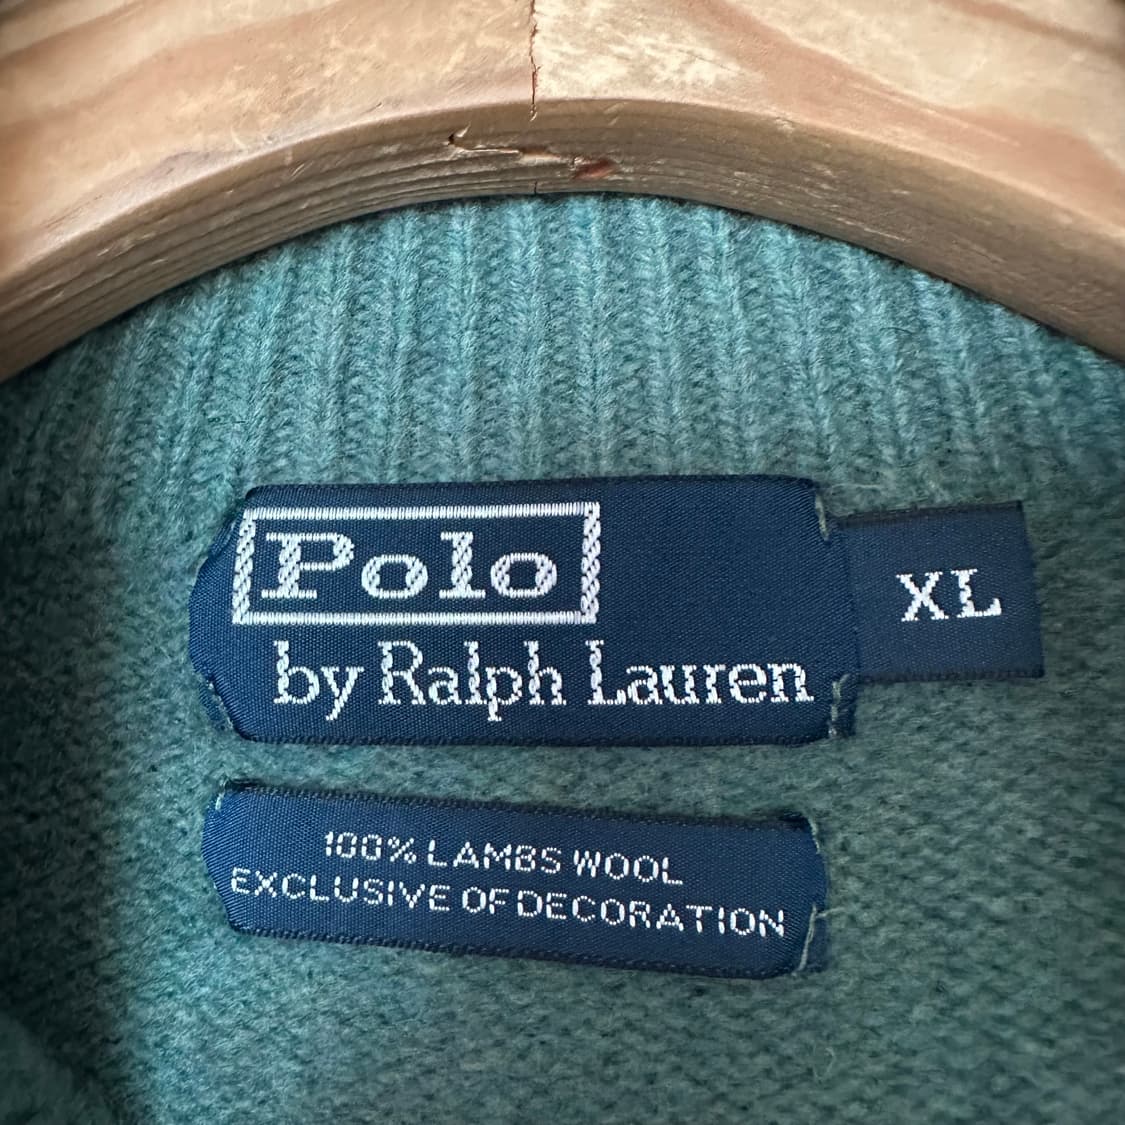 Polo
by Ralph Lauren
XL
100% LAMBS WOOL
EXCLUSIVE OF DECORATION